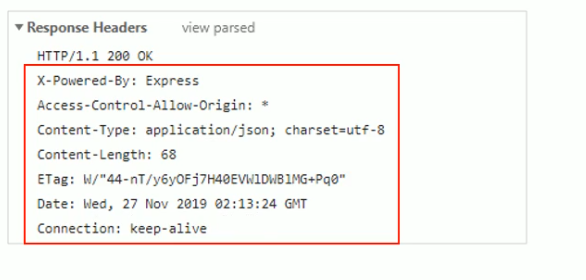 ▼ Response Headers view parsed
HTTP/1.1 200 OK
X-Powered-By: Express
Access-Control-Allow-Origin: *
Content-Type: application/json; charset=utf-8
Content-Length: 68
ETag: W/"44-nT/y6yOFj7H40EVWlDWBlMG+Pq0"
Date: Wed, 27 Nov 2019 02:13:24 GMT
Connection: keep-alive